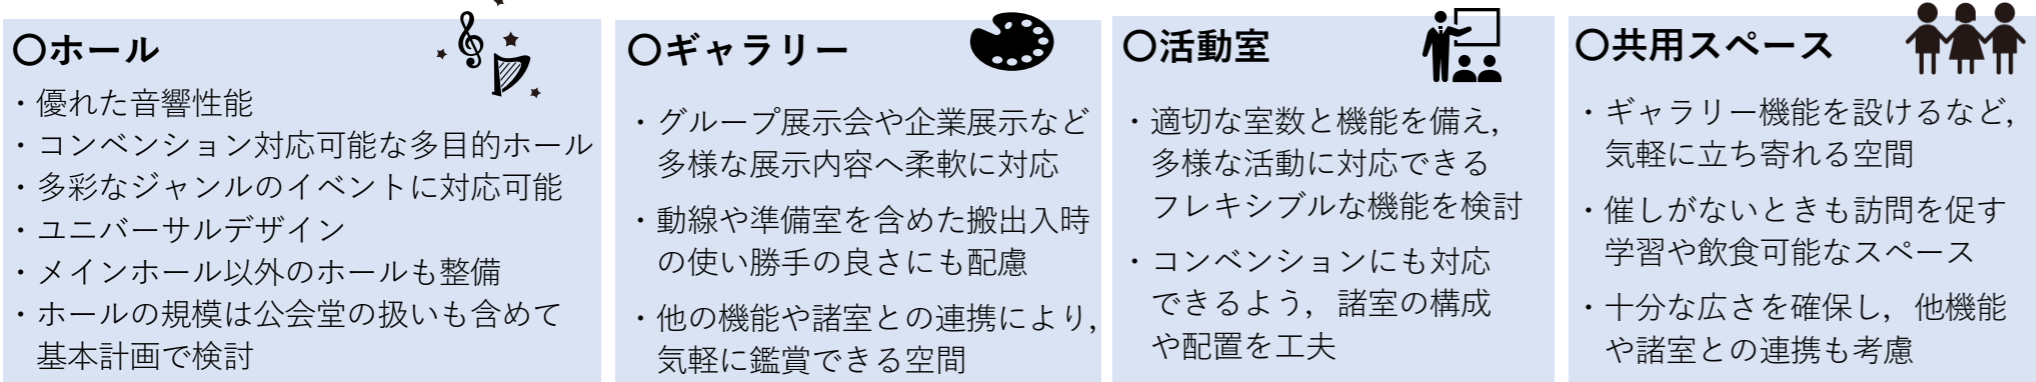 〇ホール
・優れた音響性能
・コンベンション対応可能な多目的ホール
・多彩なジャンルのイベントに対応可能
・ユニバーサルデザイン
・メインホール以外のホールも整備
・ホールの規模は公会堂の扱いも含めて
基本計画で検討
〇ギャラリー
・グループ展示会や企業展示など
多様な展示内容へ柔軟に対応
・動線や準備室を含めた搬出入時
の使い勝手の良さにも配慮
・他の機能や諸室との連携により,
気軽に鑑賞できる空間
〇活動室
・適切な室数と機能を備え,
多様な活動に対応できる
フレキシブルな機能を検討
・コンベンションにも対応
できるよう,諸室の構成
や配置を工夫
〇共用スペース
・ギャラリー機能を設けるなど,
気軽に立ち寄れる空間
・催しがないときも訪問を促す
学習や飲食可能なスペース
・十分な広さを確保し,他機能
や諸室との連携も考慮